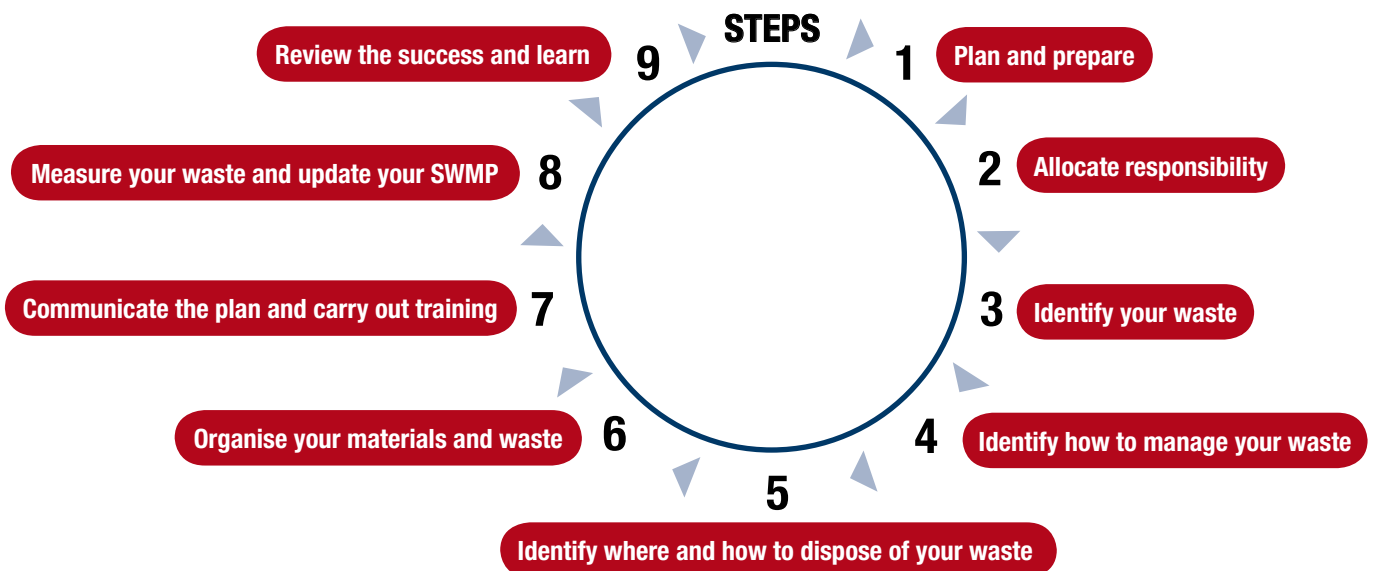 STEPS
1
Plan and prepare
2
Allocate responsibility
3
Identify your waste
4
Identify how to manage your waste
5
Identify where and how to dispose of your waste
6
Organise your materials and waste
7
Communicate the plan and carry out training
8
Measure your waste and update your SWMP
9
Review the success and learn